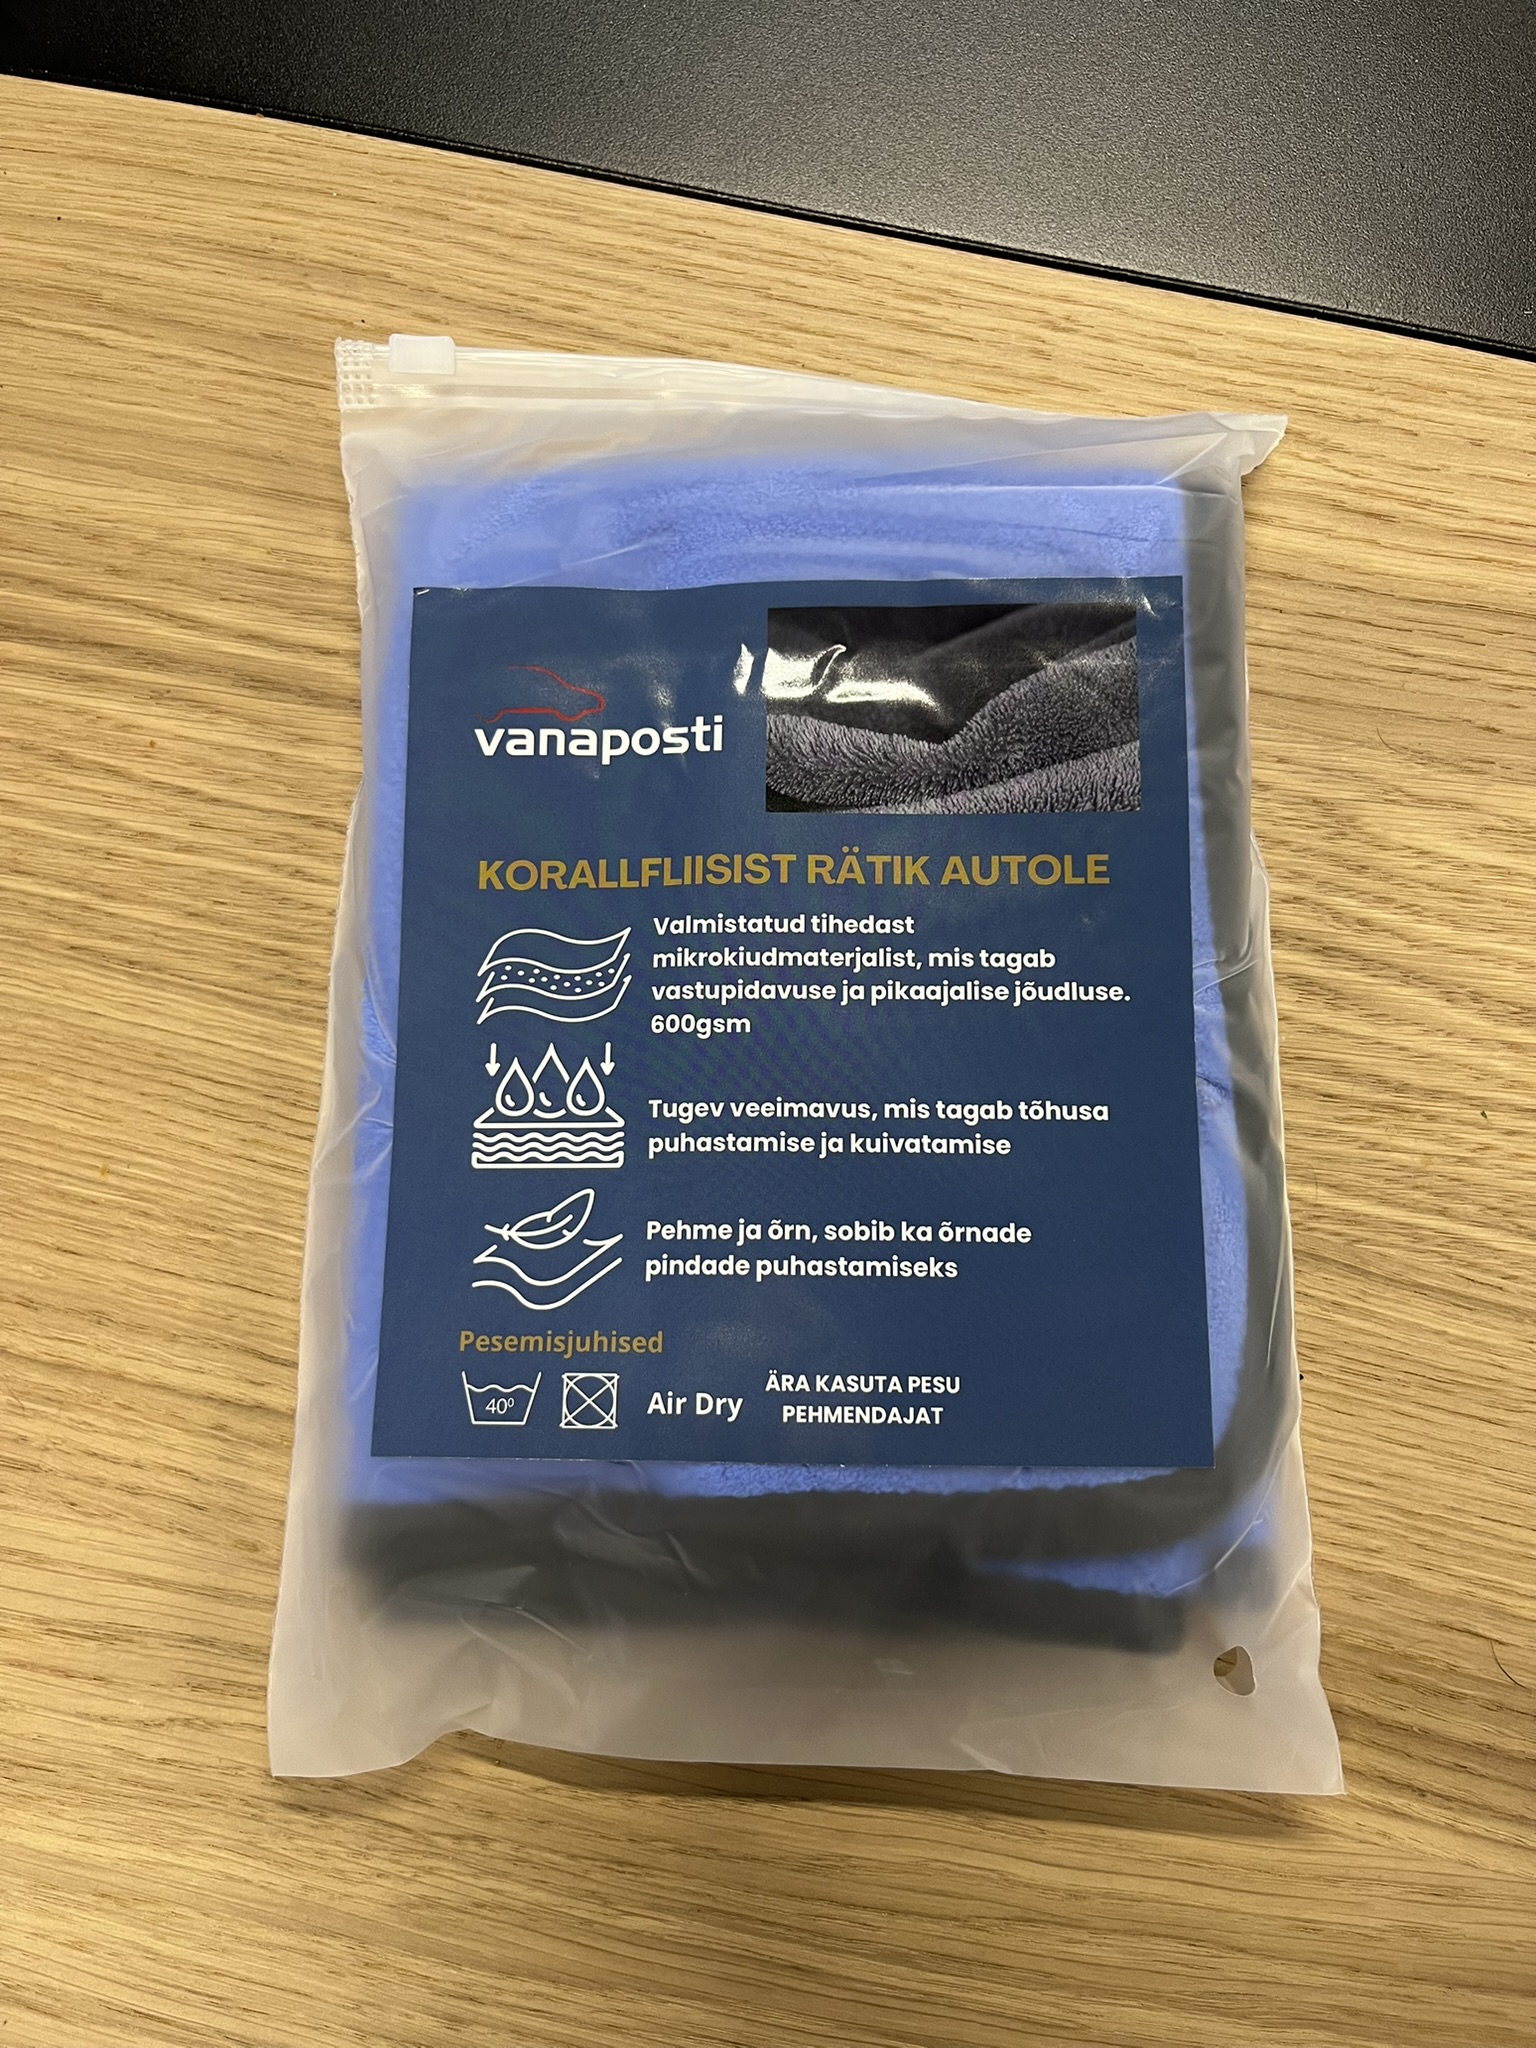 vanaposti
KORALLFLIISIST RÄTIK AUTOLE
Valmistatud tihedast
mikrokiudmaterjalist, mis tagab
vastupidavuse ja pikaajalise jõudluse.
600gsm
Tugev veeimavus, mis tagab tõhusa
puhastamise ja kuivatamise
Pehme ja õrn, sobib ka õrnade
pindade puhastamiseks
Pesemisjuhised
40⁰
Air Dry
ÄRA KASUTA PESU
PEHMENDAJAT